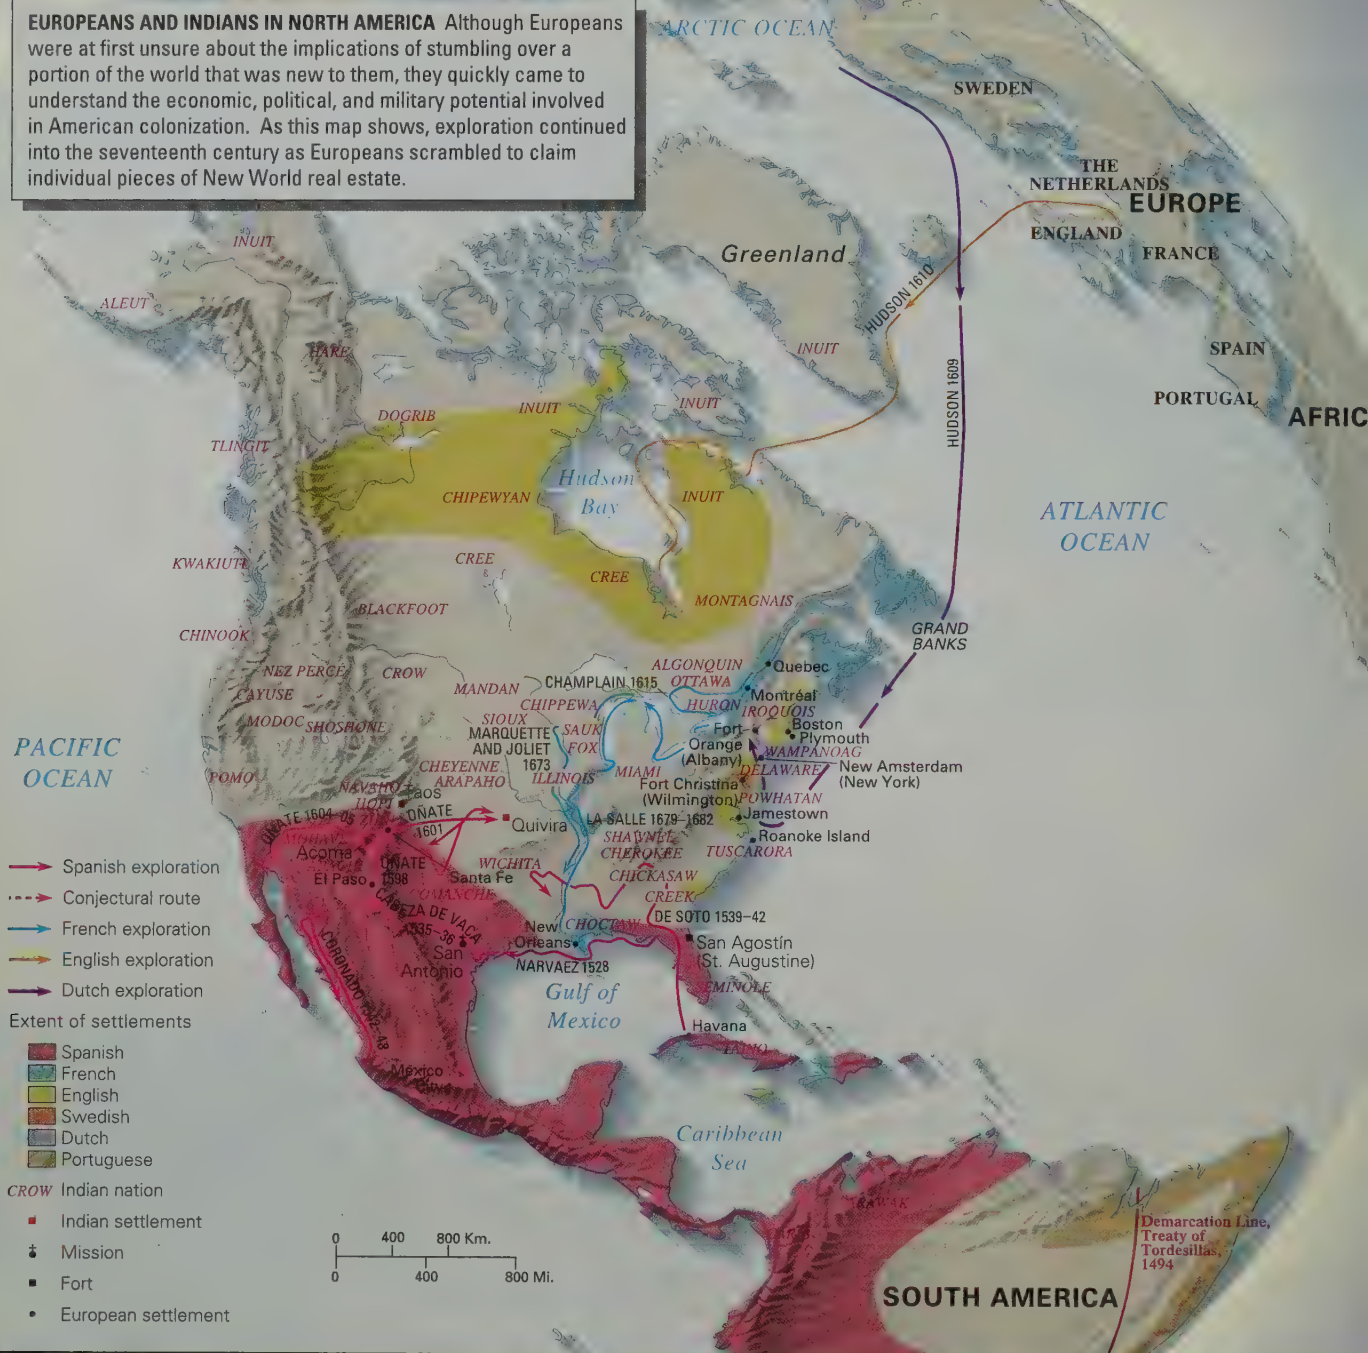 EUROPEANS AND INDIANS IN NORTH AMERICA Although Europeans
were at first unsure about the implications of stumbling over a
portion of the world that was new to them, they quickly came to
understand the economic, political, and military potential involved
in American colonization. As this map shows, exploration continued
into the seventeenth century as Europeans scrambled to claim
individual pieces of New World real estate.
ARCTIC OCEAN
SWEDEN
THE
NETHERLANDS
EUROPE
ENGLAND
FRANCE
SPAIN
PORTUGAL
AFRIC
Greenland
HUDSON 1610
HUDSON 1609
INUIT
ALEUT
HARE
INUIT
DOGRIB
INUIT
INUIT
TLINGIT
CHIPEWYAN
Hudson
Bay
INUIT
ATLANTIC
OCEAN
KWAKIUTL
CREE
CREE
BLACKFOOT
MONTAGNAIS
CHINOOK
GRAND
BANKS
NEZ PERCÉ
CROW
CAYUSE
MANDAN
MODOC
SHOSHONE
ALGONQUIN
OTTAWA
Quebec
CHAMPLAIN 1615
CHIPPEWA
HURON
Montréal
IROQUOIS
SIOUX
MARQUETTE
AND JOLIET
1673
SAUK
FOX
Fort
Orange
(Albany)
Boston
Plymouth
WAMPANOAG
PACIFIC
OCEAN
POMO
CHEYENNE
ARAPAHO
ILLINOIS
MIAMI
DELAWARE
New Amsterdam
(New York)
Fort Christina
(Wilmington)
POWHATAN
NAVAHO
HOPI
Taos
OÑATE 1604-05
OÑATE
1601
Quivira
LA SALLE 1679–1682
Jamestown
MOHAVE
SHAWNEE
CHEROKEE
Roanoke Island
TUSCARORA
Acoma
OÑATE
1598
El Paso
Santa Fe
WICHITA
COMANCHE
CHICKASAW
CREEK
CABEZA DE VACA
1535–36
DE SOTO 1539–42
New
Orleans
CHOCTAW
San
Antonio
San Agostín
(St. Augustine)
NARVAEZ 1528
SEMINOLE
Gulf of
Mexico
Havana
TAINO
México
Caribbean
Sea
ARAWAK
Demarcation Line,
Treaty of
Tordesillas,
1494
SOUTH AMERICA
Spanish exploration
Conjectural route
French exploration
English exploration
Dutch exploration
Extent of settlements
Spanish
French
English
Swedish
Dutch
Portuguese
CROW Indian nation
Indian settlement
Mission
Fort
European settlement
0 400 800 Km.
0 400 800 Mi.